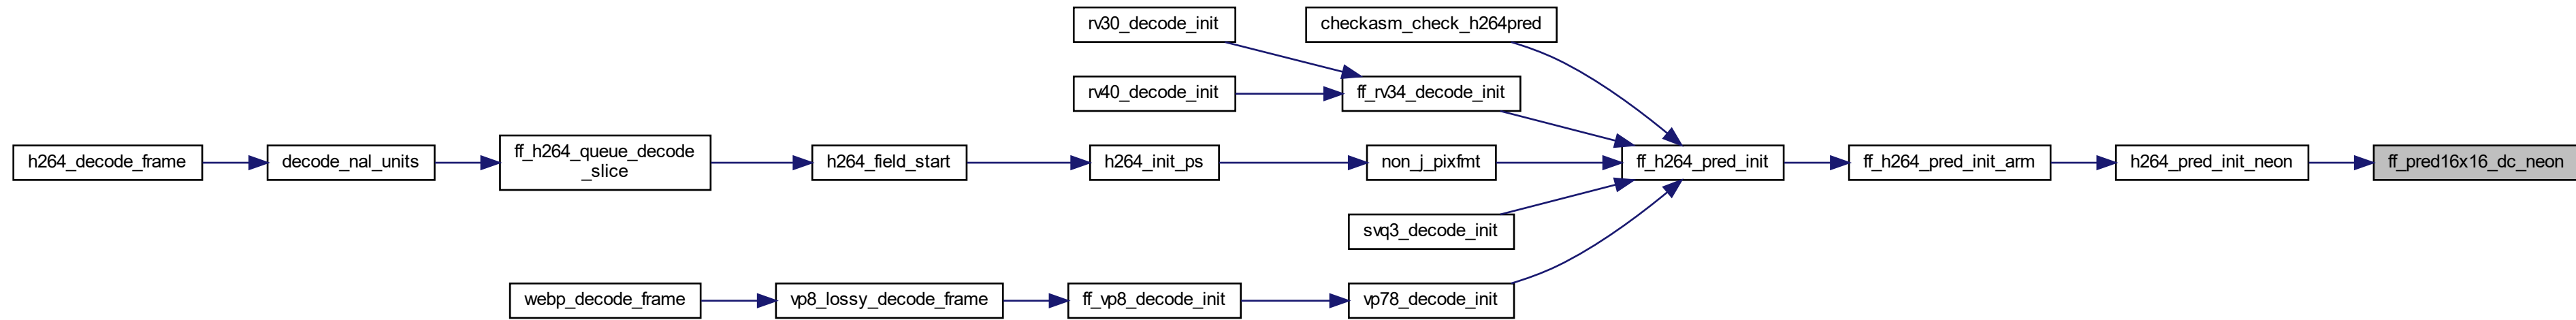 rv30_decode_init
checkasm_check_h264pred
rv40_decode_init
ff_rv34_decode_init
h264_decode_frame
decode_nal_units
ff_h264_queue_decode
_slice
h264_field_start
h264_init_ps
non_j_pixfmt
ff_h264_pred_init
ff_h264_pred_init_arm
h264_pred_init_neon
ff_pred16x16_dc_neon
svq3_decode_init
webp_decode_frame
vp8_lossy_decode_frame
ff_vp8_decode_init
vp78_decode_init